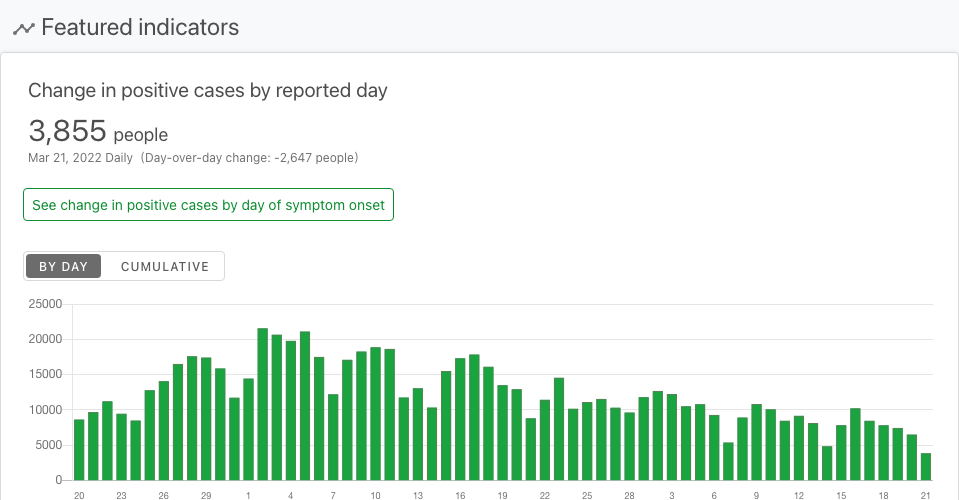 Featured indicators
Change in positive cases by reported day
3,855 people
Mar 21, 2022 Daily (Day-over-day change: -2,647 people)
See change in positive cases by day of symptom onset
BY DAY CUMULATIVE
25000
20000
15000
10000
5000
0
20 23 26 29 1 4 7 10 13 16 19 22 25 28 3 6 9 12 15 18 21